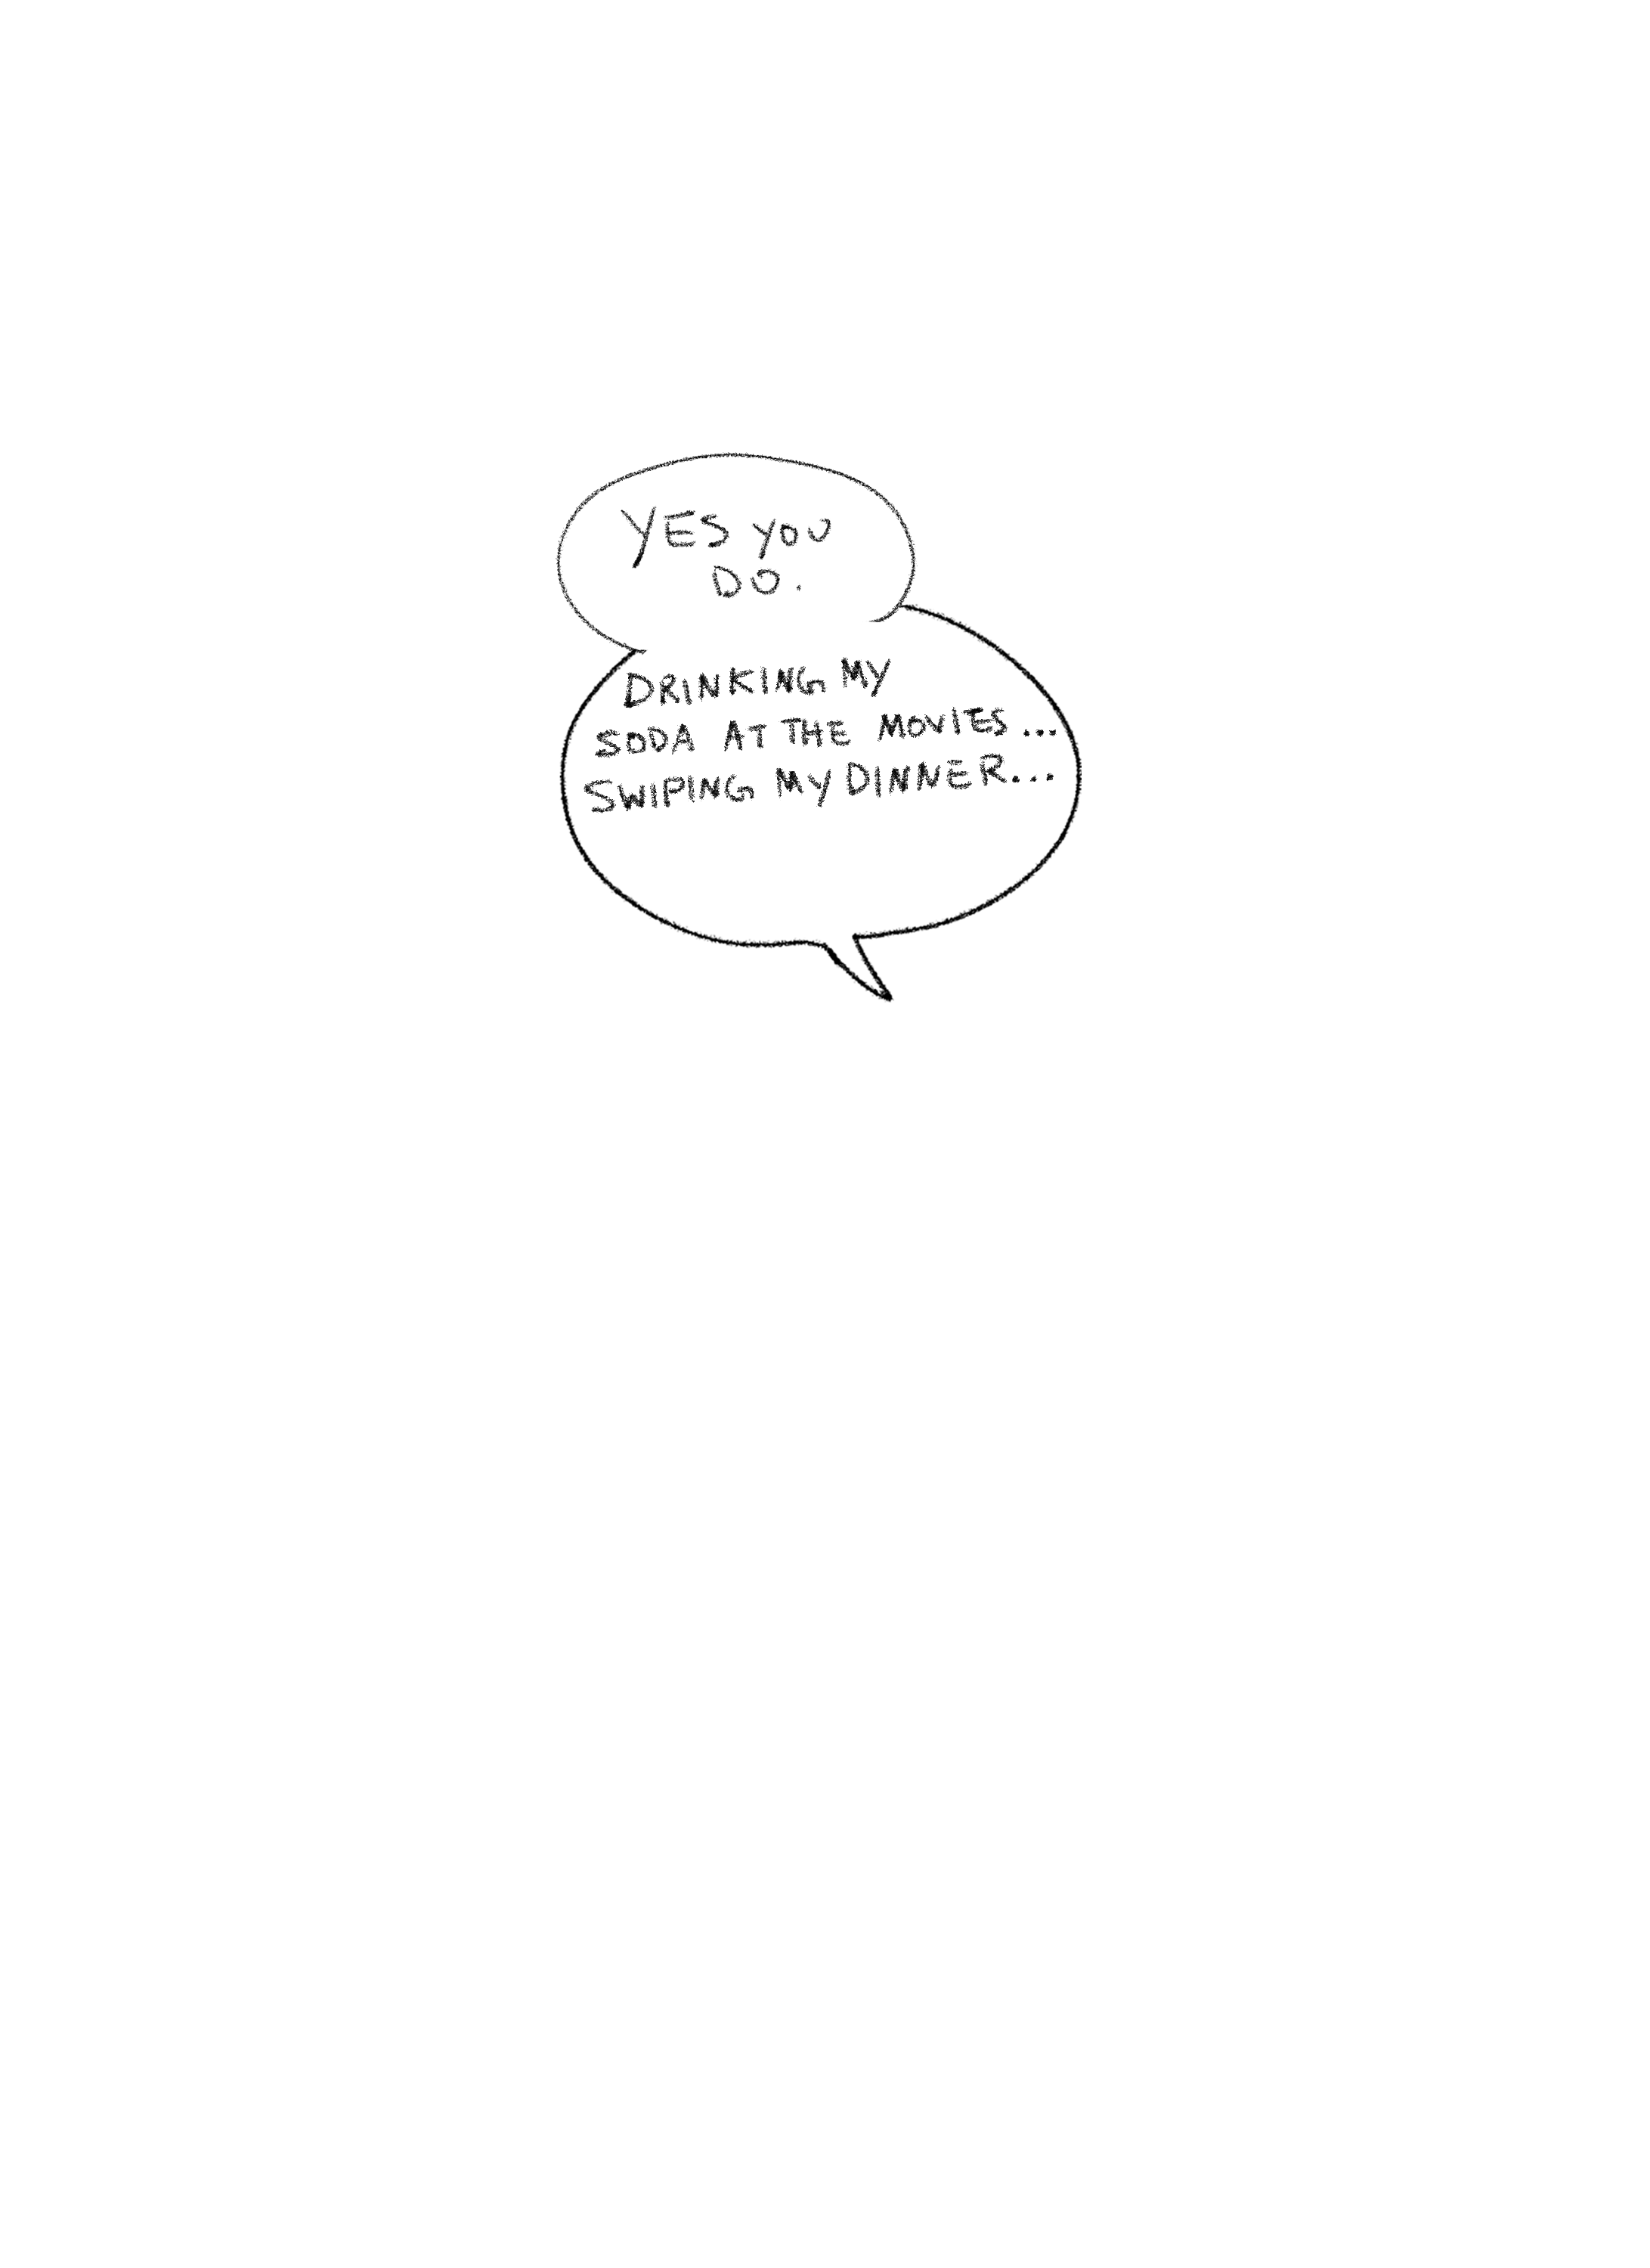 YES YOU
DO.
DRINKING MY
SODA AT THE MOVIES...
SWIPING MY DINNER...